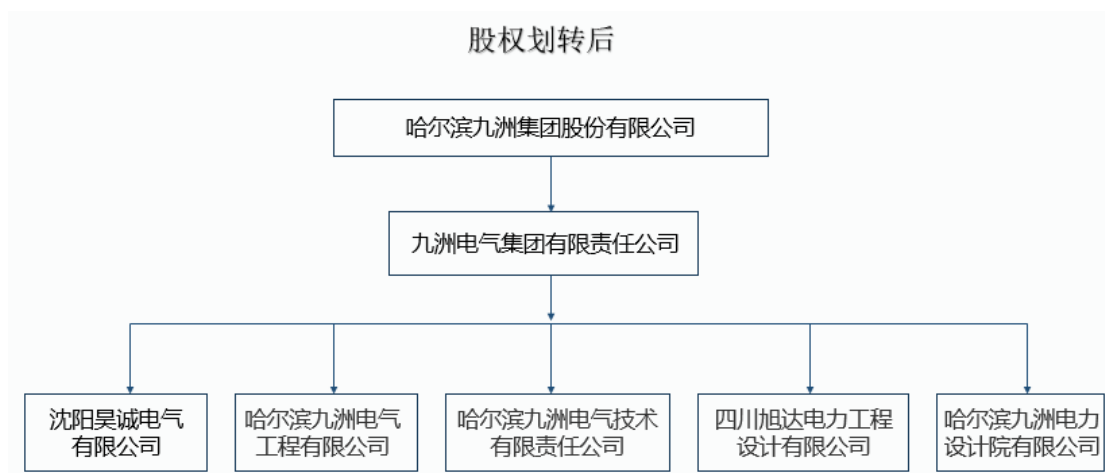 股权划转后
哈尔滨九洲集团股份有限公司
九洲电气集团有限责任公司
沈阳昊诚电气
有限公司
哈尔滨九洲电气
工程有限公司
哈尔滨九洲电气技术
有限责任公司
四川旭达电力工程
设计有限公司
哈尔滨九洲电力
设计院有限公司